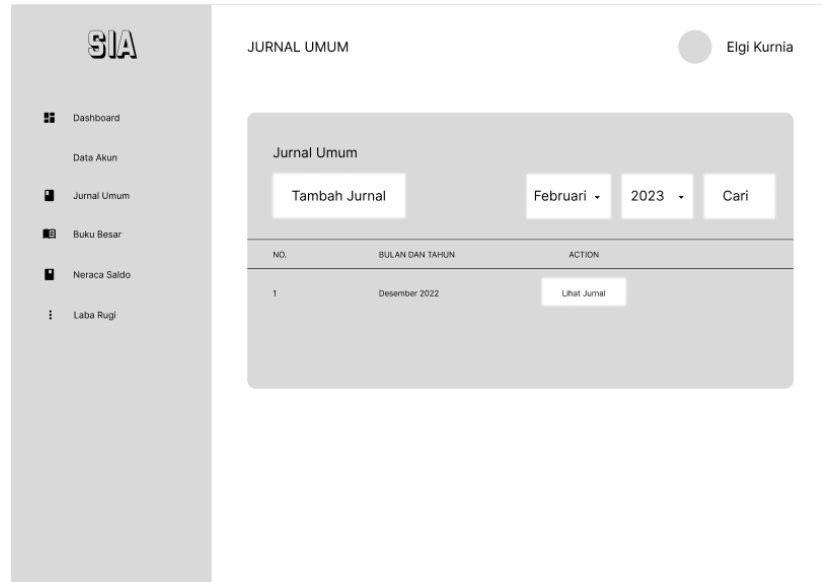 SIA
JURNAL UMUM
Elgi Kurnia
Dashboard
Data Akun
Jurnal Umum
Buku Besar
Neraca Saldo
Laba Rugi
Jurnal Umum
Tambah Jurnal
Februari
2023
Cari
NO. BULAN DAN TAHUN ACTION
1 Desember 2022 Lihat Jurnal